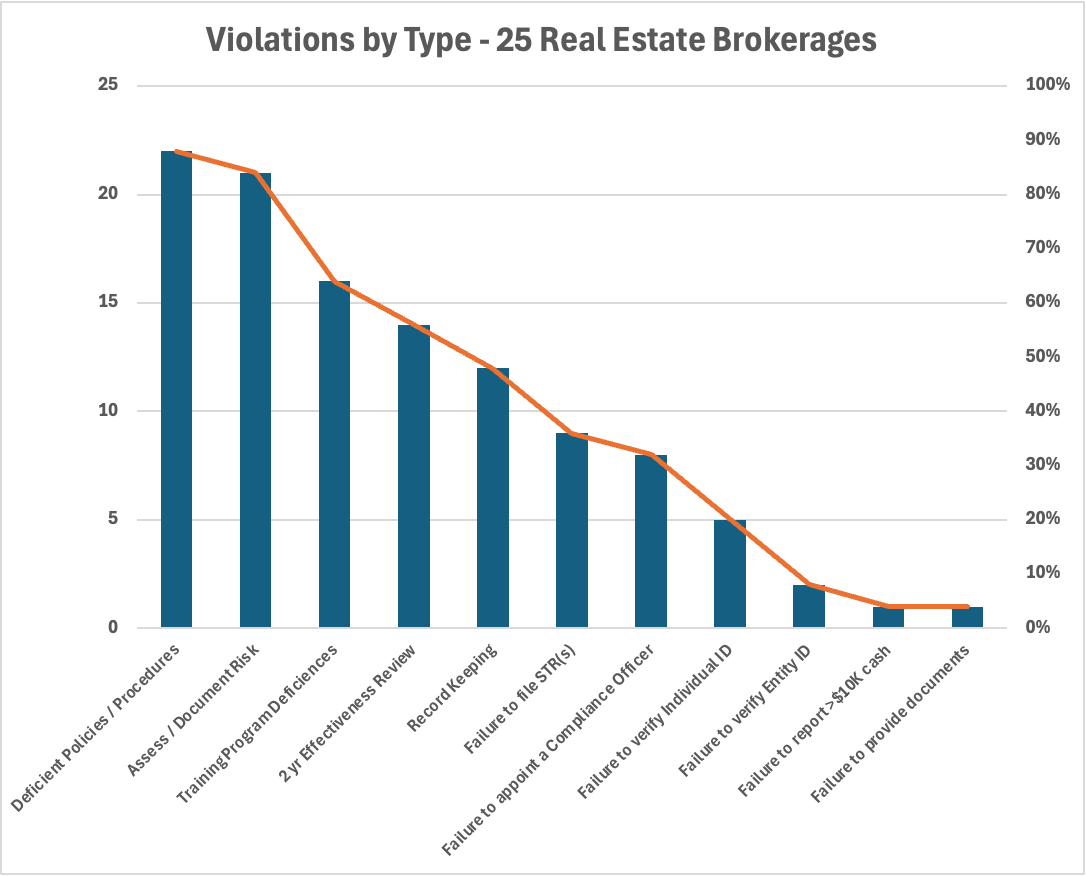 Violations by Type - 25 Real Estate Brokerages
25
20
15
10
5
0
100%
90%
80%
70%
60%
50%
40%
30%
20%
10%
0%
Deficient Policies / Procedures
Assess / Document Risk
Training Program Deficiences
2 yr Effectiveness Review
Record Keeping
Failure to file STR(s)
Failure to appoint a Compliance Officer
Failure to verify Individual ID
Failure to verify Entity ID
Failure to report >$10K cash
Failure to provide documents